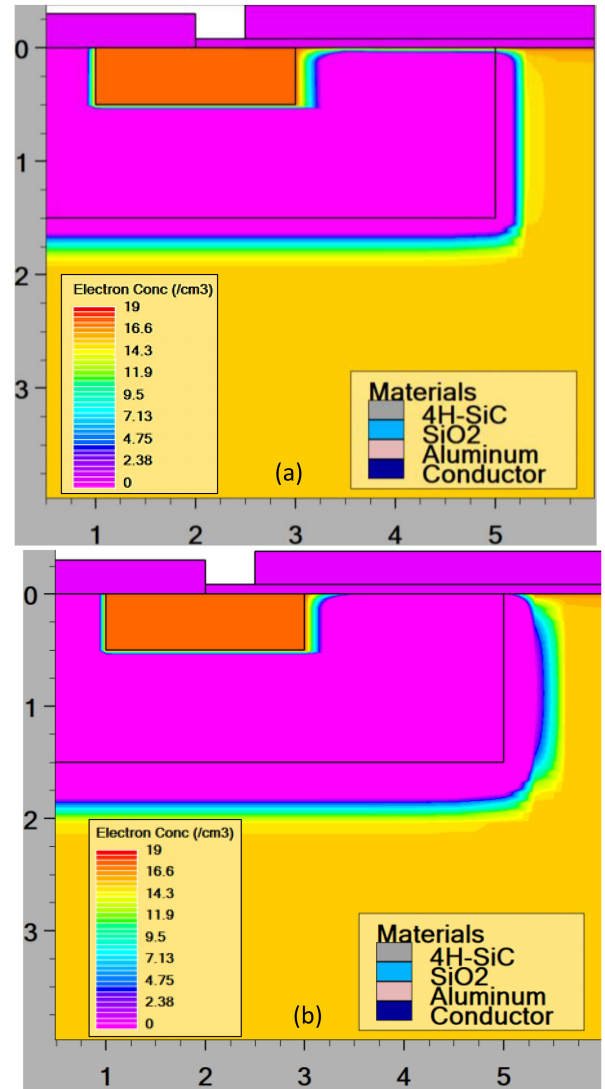 0
1
2
3
Electron Conc (/cm3)
19
16.6
14.3
11.9
9.5
7.13
4.75
2.38
0
Materials
4H-SiC
SiO2
Aluminum
Conductor
(a)
1 2 3 4 5
0
1
2
3
Electron Conc (/cm3)
19
16.6
14.3
11.9
9.5
7.13
4.75
2.38
0
Materials
4H-SiC
SiO2
Aluminum
Conductor
(b)
1 2 3 4 5